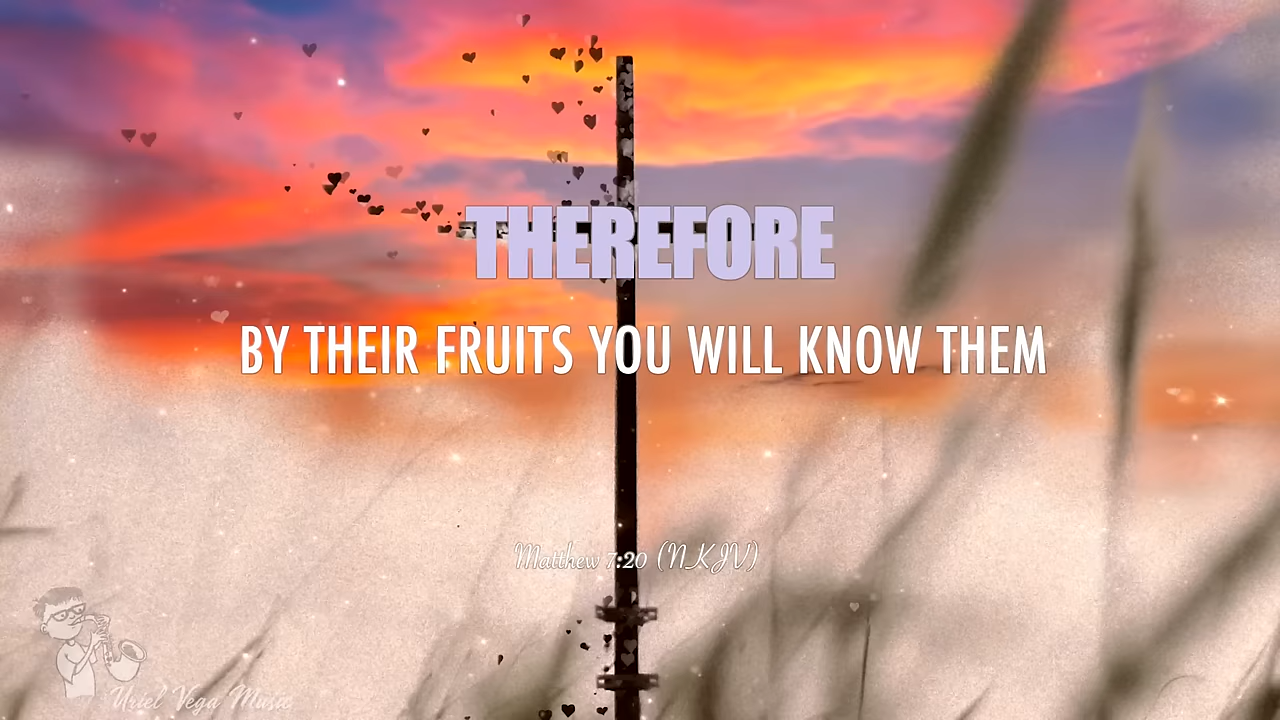 THEREFORE
BY THEIR FRUITS YOU WILL KNOW THEM
Matthew 7:20 (NKJV)
Uriel Vega Music